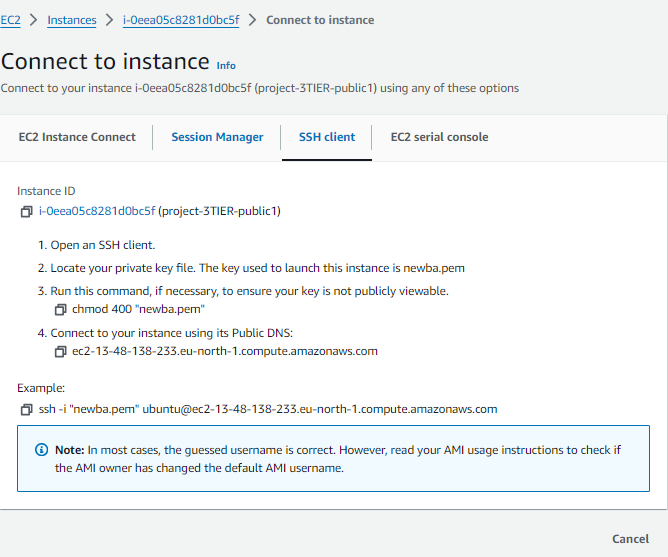 EC2 > Instances > i-0eea05c8281d0bc5f > Connect to instance
Connect to instance Info
Connect to your instance i-0eea05c8281d0bc5f (project-3TIER-public1) using any of these options
EC2 Instance Connect Session Manager SSH client EC2 serial console
Instance ID
i-0eea05c8281d0bc5f (project-3TIER-public1)
1. Open an SSH client.
2. Locate your private key file. The key used to launch this instance is newba.pem
3. Run this command, if necessary, to ensure your key is not publicly viewable.
chmod 400 "newba.pem"
4. Connect to your instance using its Public DNS:
ec2-13-48-138-233.eu-north-1.compute.amazonaws.com
Example:
ssh -i "newba.pem" ubuntu@ec2-13-48-138-233.eu-north-1.compute.amazonaws.com
Note: In most cases, the guessed username is correct. However, read your AMI usage instructions to check if
the AMI owner has changed the default AMI username.
Cancel